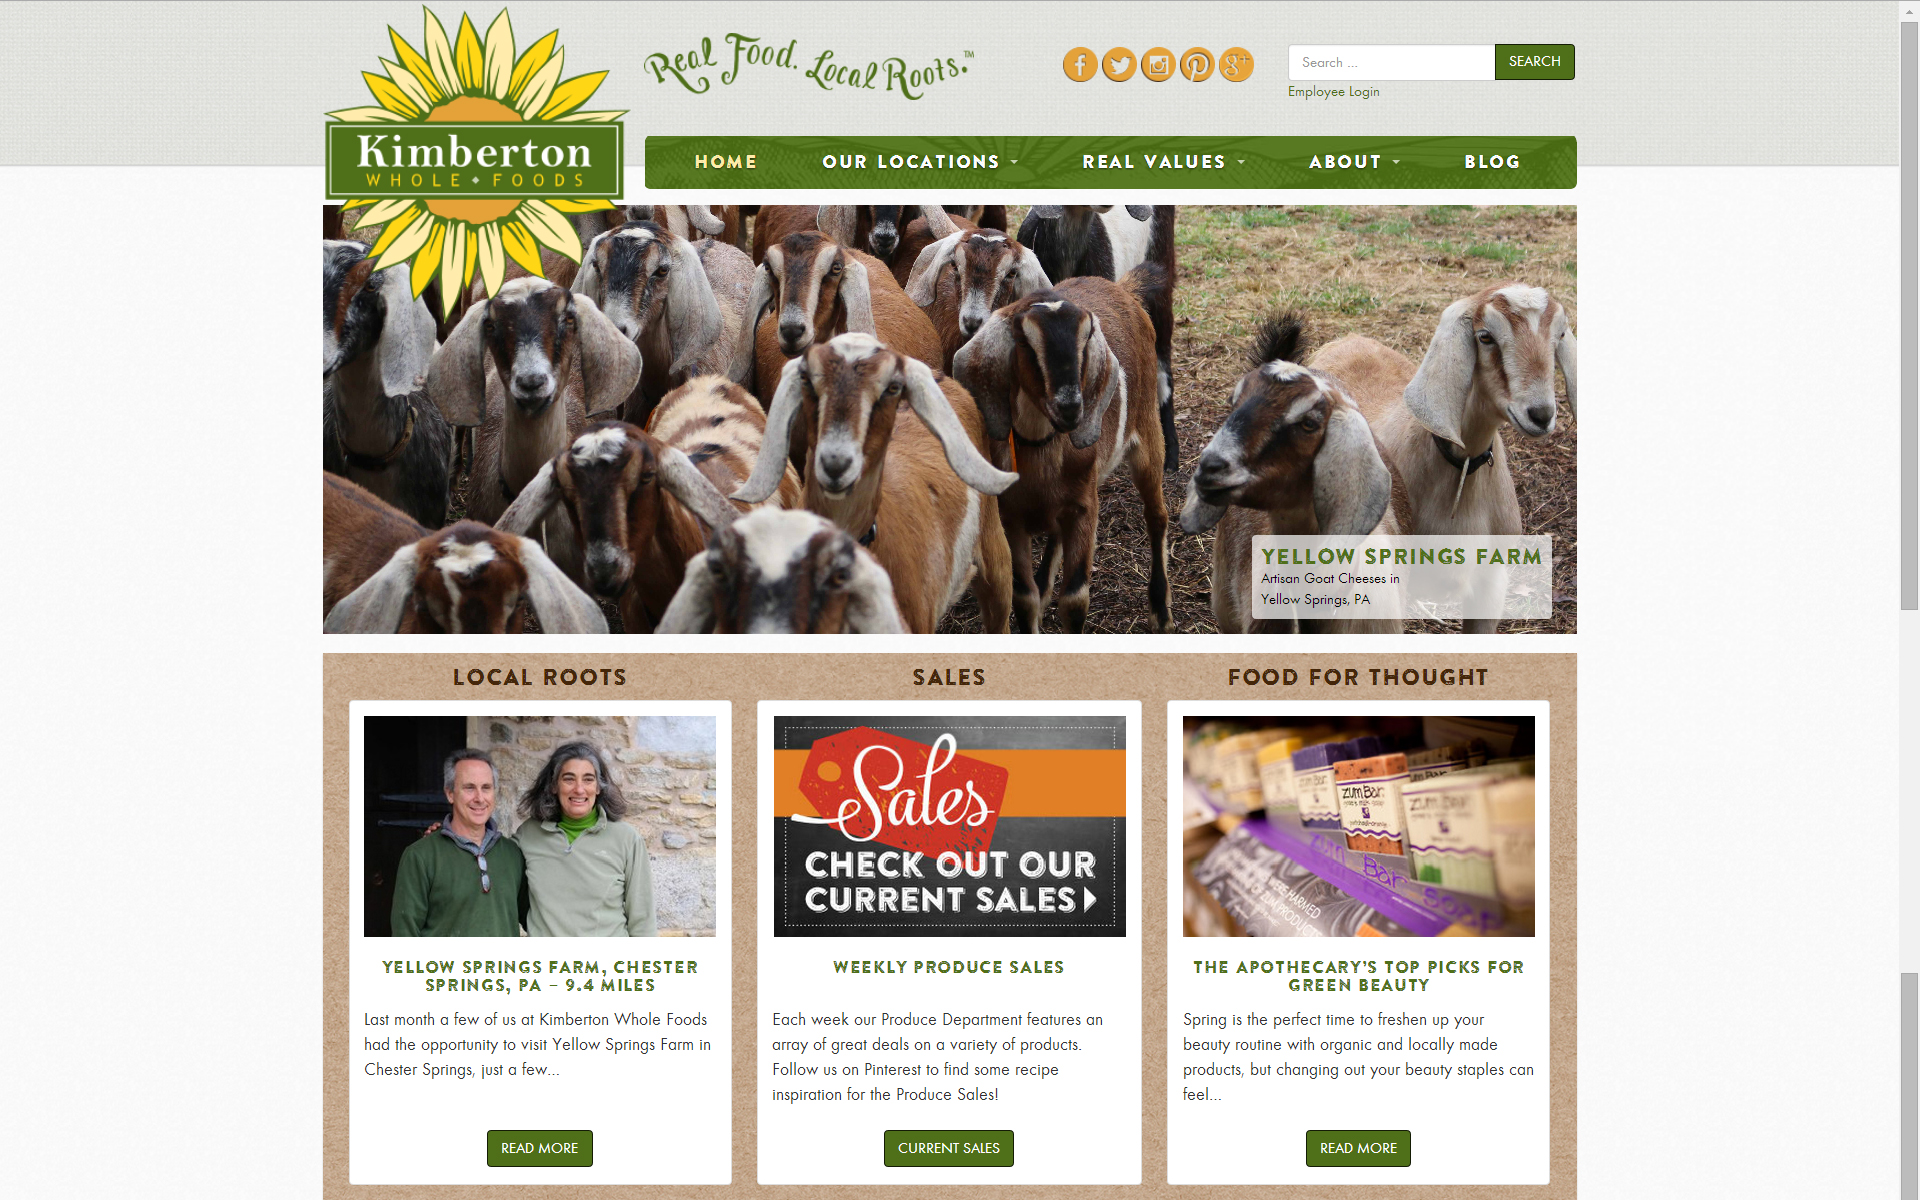 Real Food. Local Roots.™
Search ...
SEARCH
Employee Login
Kimberton
WHOLE • FOODS
HOME
OUR LOCATIONS
REAL VALUES
ABOUT
BLOG
YELLOW SPRINGS FARM
Artisan Goat Cheeses in
Yellow Springs, PA
LOCAL ROOTS
YELLOW SPRINGS FARM, CHESTER
SPRINGS, PA – 9.4 MILES
Last month a few of us at Kimberton Whole Foods
had the opportunity to visit Yellow Springs Farm in
Chester Springs, just a few...
READ MORE
SALES
Sales
CHECK OUT OUR
CURRENT SALES
WEEKLY PRODUCE SALES
Each week our Produce Department features an
array of great deals on a variety of products.
Follow us on Pinterest to find some recipe
inspiration for the Produce Sales!
CURRENT SALES
FOOD FOR THOUGHT
ZUM BAR
Zum Bar Soap
THE APOTHECARY'S TOP PICKS FOR
GREEN BEAUTY
Spring is the perfect time to freshen up your
beauty routine with organic and locally made
products, but changing out your beauty staples can
feel...
READ MORE